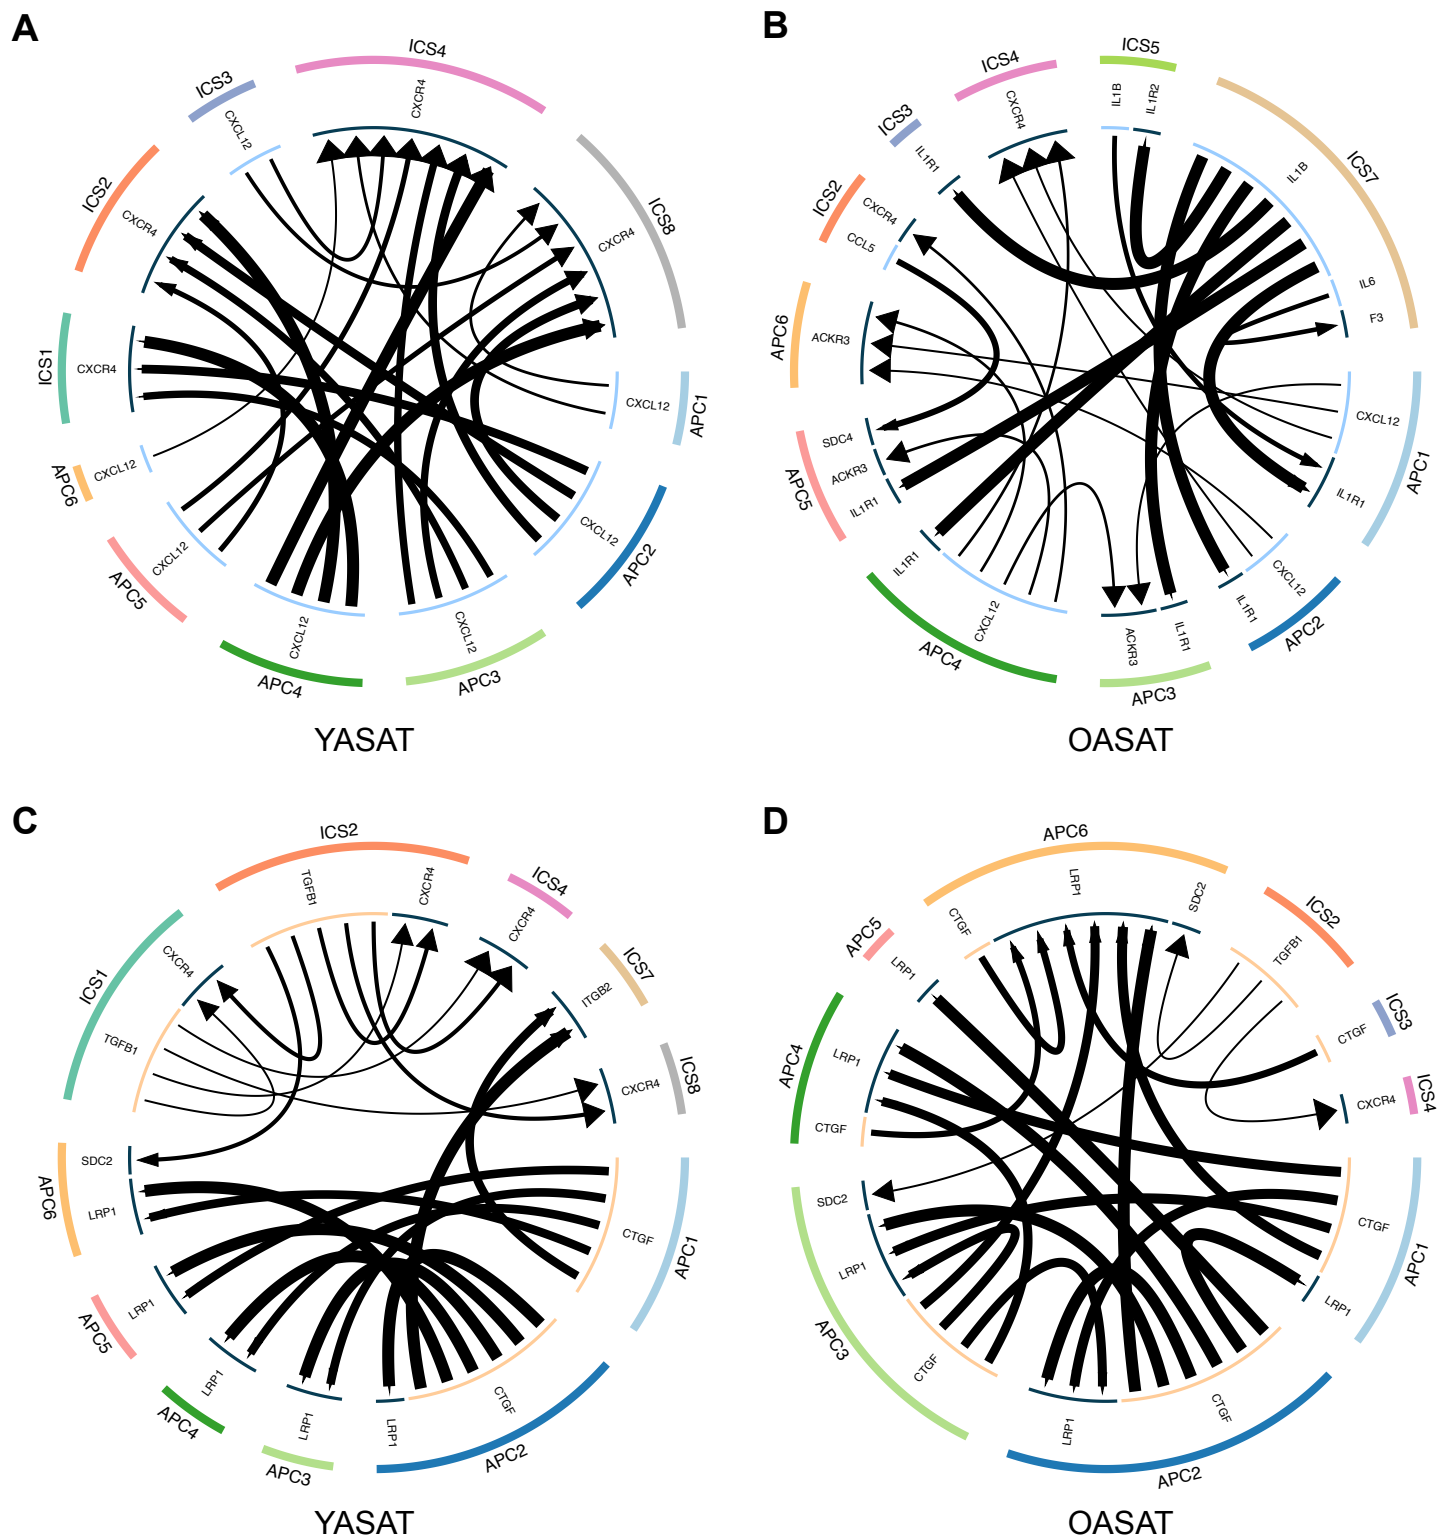 A
ICS4
CXCR4
ICS3
CXCL12
ICS2
CXCR4
ICS8
CXCR4
ICS1
CXCR4
CXCL12
APC1
APC6
CXCL12
CXCL12
APC2
APC5
CXCL12
CXCL12
APC4
CXCL12
APC3
YASAT
B
ICS5
IL1B
IL1R2
ICS4
CXCR4
ICS3
IL1R1
ICS7
IL1B
IL6
F3
ICS2
CXCR4
CCL5
APC6
ACKR3
CXCL12
APC1
IL1R1
APC5
SDC4
ACKR3
IL1R1
IL1R1
CXCL12
APC4
CXCL12
IL1R1
APC2
ACKR3
IL1R1
APC3
OASAT
C
ICS2
TGFB1
CXCR4
ICS4
CXCR4
ICS1
CXCR4
TGFB1
ICS7
ITGB2
ICS8
CXCR4
APC6
SDC2
LRP1
CTGF
APC1
APC5
LRP1
APC4
LRP1
APC3
LRP1
LRP1
CTGF
APC2
YASAT
D
APC6
CTGF
LRP1
SDC2
APC5
LRP1
ICS2
TGFB1
ICS3
CTGF
APC4
LRP1
CTGF
ICS4
CXCR4
SDC2
LRP1
APC3
CTGF
CTGF
APC1
LRP1
LRP1
CTGF
APC2
OASAT